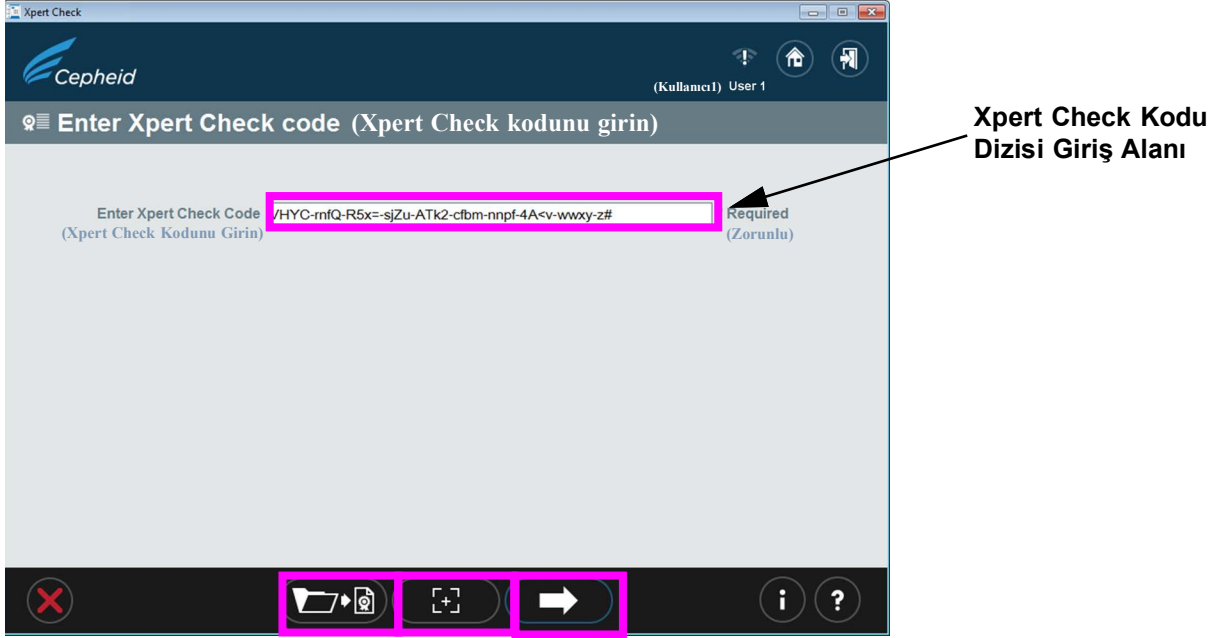 Xpert Check
Cepheid
(Kullanıcı1) User 1
Enter Xpert Check code (Xpert Check kodunu girin)
Xpert Check Kodu
Dizisi Giriş Alanı
Enter Xpert Check Code /HYC-rnfQ-R5x=-sjZu-ATk2-cfbm-nnpf-4A<v-wwxy-z# Required
(Xpert Check Kodunu Girin) (Zorunlu)